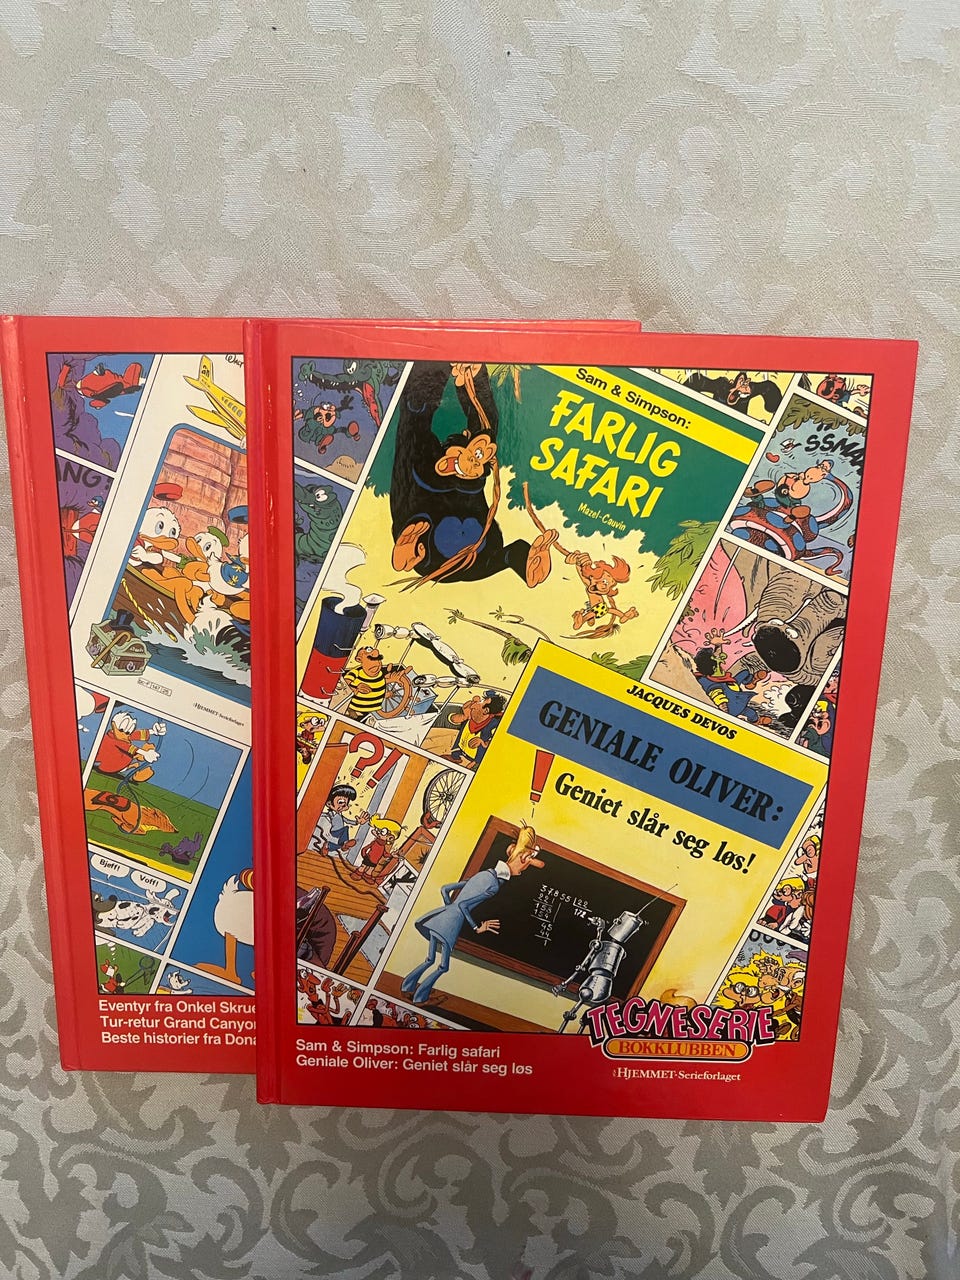 Eventyr fra Onkel Skrue
Tur-retur Grand Canyon
Beste historier fra Dona
HJEMMET-Serieforlaget
Bjeff!
Voff!
Sam & Simpson:
FARLIG
SAFARI
Mazel-Cauvin
?!
JACQUES DEVOS
GENIALE OLIVER:
!
Geniet slår seg løs!
TEGNESERIE
BOKKLUBBEN
HJEMMET-Serieforlaget
Sam & Simpson: Farlig safari
Geniale Oliver: Geniet slår seg løs